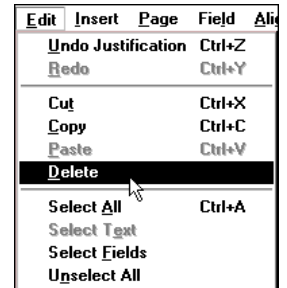 Edit Insert Page Field
Undo Justification Ctrl+Z
Redo Ctrl+Y
Cut Ctrl+X
Copy Ctrl+C
Paste Ctrl+V
Delete
Select All Ctrl+A
Select Text
Select Fields
Unselect All